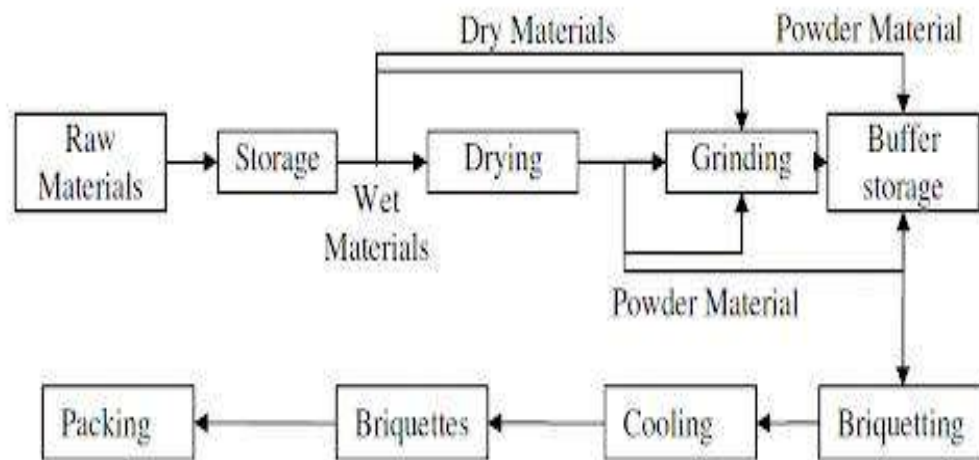 Dry Materials
Powder Material
Raw
Materials
Storage
Drying
Grinding
Buffer
storage
Wet
Materials
Powder Material
Packing
Briquettes
Cooling
Briquetting